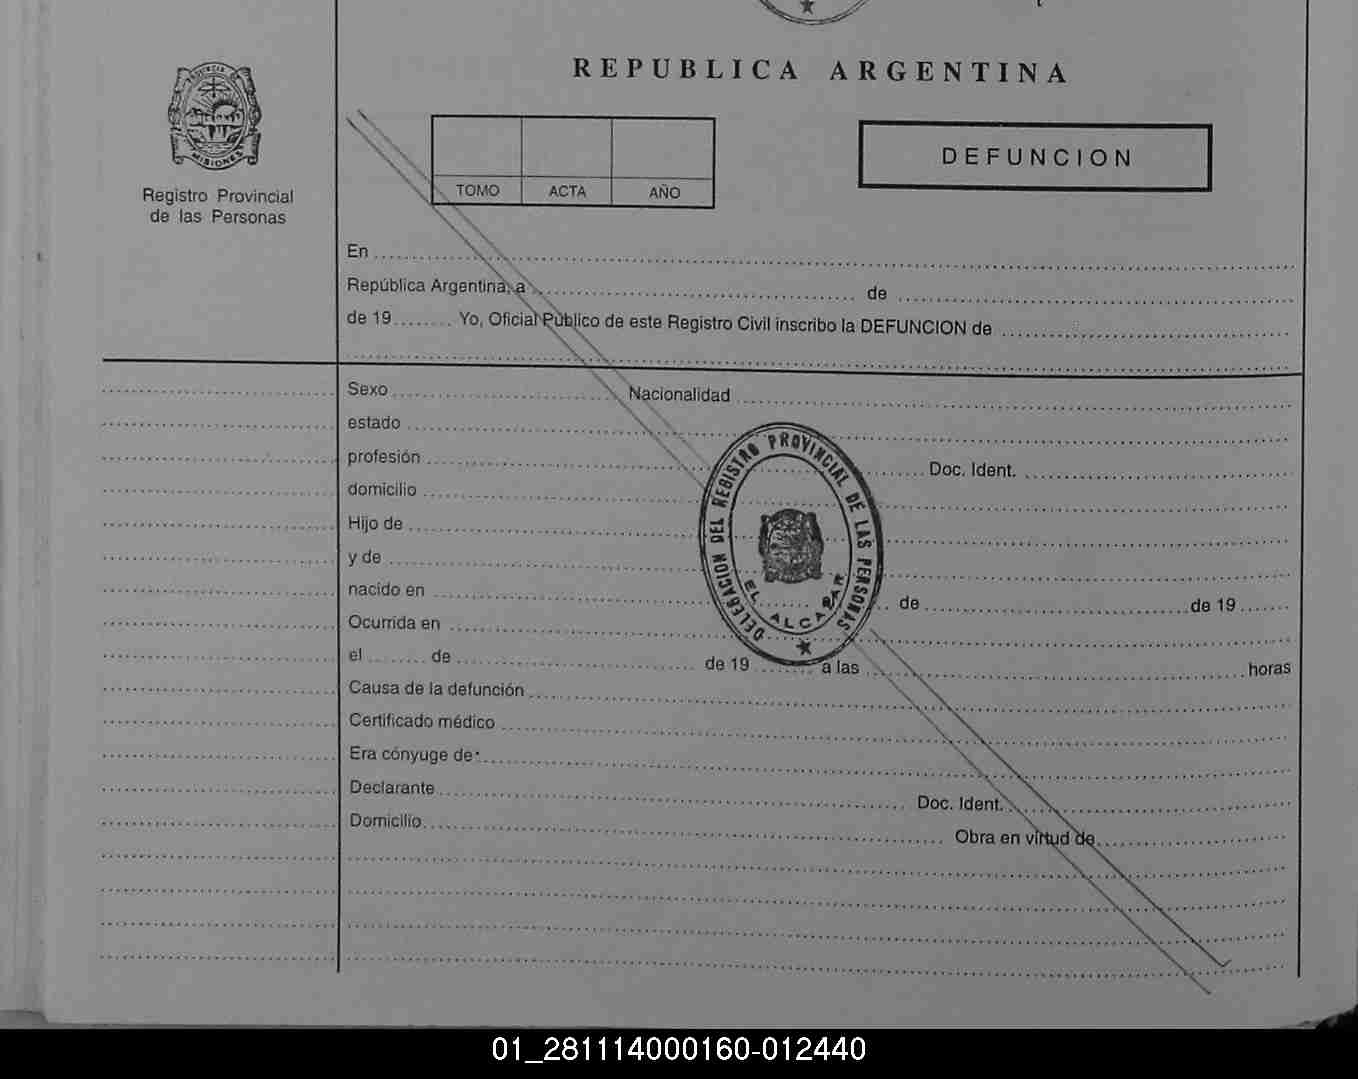 REPUBLICA ARGENTINA
PROVINCIA DE
MISIONES
Registro Provincial
de las Personas
TOMO ACTA AÑO
DEFUNCION
En
República Argentina, a de
de 19 Yo, Oficial Público de este Registro Civil inscribo la DEFUNCION de
Sexo Nacionalidad
estado
profesión Doc. Ident.
domicilio
Hijo de
y de
nacido en de de 19
Ocurrida en
el de de 19 a las horas
Causa de la defunción
Certificado médico
Era cónyuge de:
Declarante Doc. Ident.
Domicilio Obra en virtud de
DELEGACION DEL REGISTRO PROVINCIAL DE LAS PERSONAS
EL ALCAZAR
01_281114000160-012440